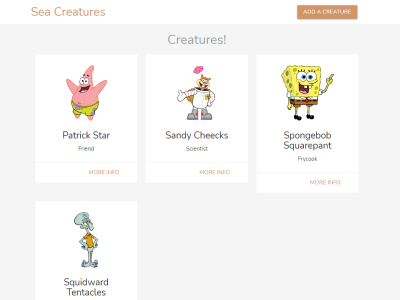 Sea Creatures
ADD A CREATURE
Creatures!
Patrick Star
Friend
MORE INFO
Sandy Cheecks
Scientist
MORE INFO
Spongebob
Squarepant
Frycook
MORE INFO
Squidward
Tentacles